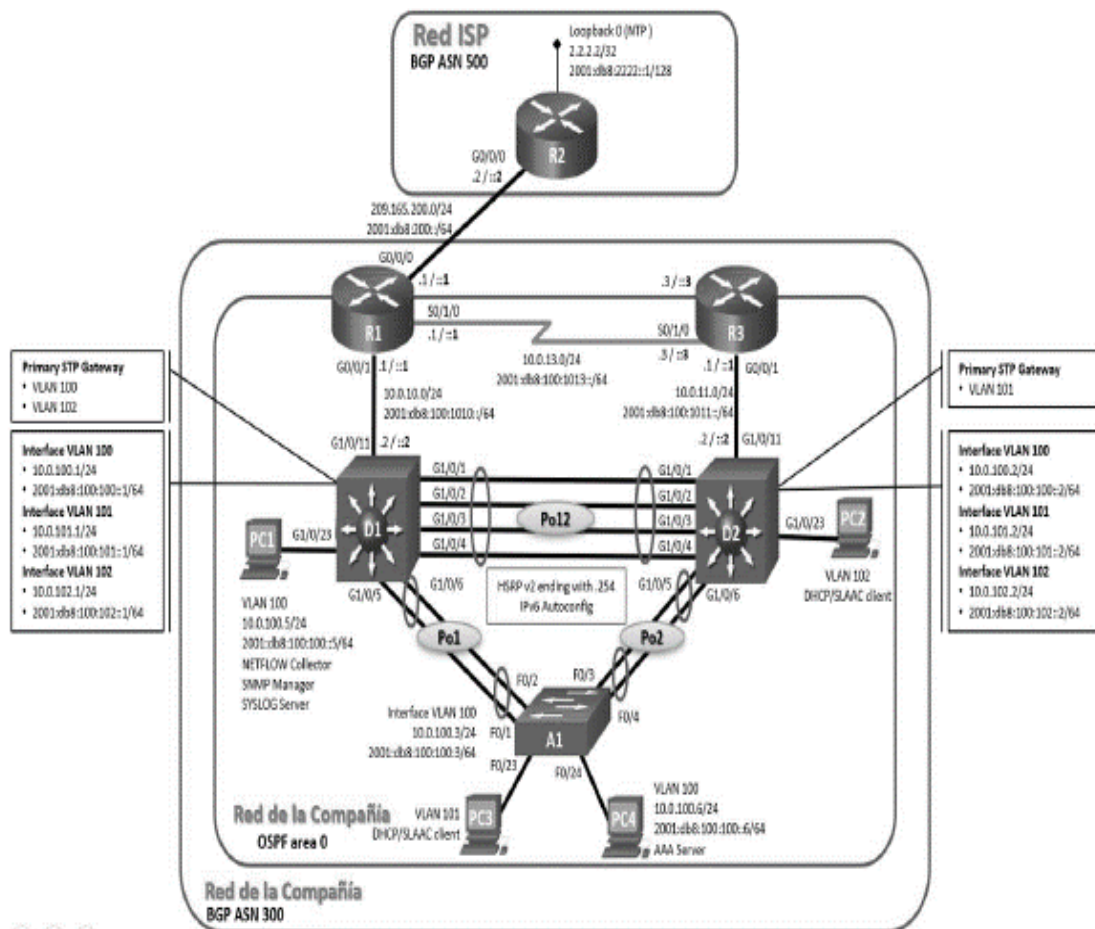 Red ISP
BGP ASN 500
Loopback 0 (NTP )
2.2.2.2/32
2001:db8:2222::1/128
R2
G0/0/0
.2 / ::2
209.165.200.0/24
2001:db8:200::/64
G0/0/0
.1 / ::1
.3 / ::3
R1
S0/1/0
.1 / ::1
S0/1/0
.3 / ::3
R3
10.0.13.0/24
2001:db8:100:1013::/64
G0/0/1
.1 / ::1
10.0.10.0/24
2001:db8:100:1010::/64
G1/0/11
.2 / ::2
.1 / ::1
G0/0/1
10.0.11.0/24
2001:db8:100:1011::/64
.2 / ::2
G1/0/11
Primary STP Gateway
• VLAN 100
• VLAN 102
Primary STP Gateway
• VLAN 101
Interface VLAN 100
• 10.0.100.1/24
• 2001:db8:100:100::1/64
Interface VLAN 101
• 10.0.101.1/24
• 2001:db8:100:101::1/64
Interface VLAN 102
• 10.0.102.1/24
• 2001:db8:100:102::1/64
Interface VLAN 100
• 10.0.100.2/24
• 2001:db8:100:100::2/64
Interface VLAN 101
• 10.0.101.2/24
• 2001:db8:100:101::2/64
Interface VLAN 102
• 10.0.102.2/24
• 2001:db8:100:102::2/64
G1/0/1
G1/0/2
G1/0/3
G1/0/4
Po12
G1/0/1
G1/0/2
G1/0/3
G1/0/4
D1
D2
PC1
G1/0/23
G1/0/23
PC2
VLAN 102
DHCP/SLAAC client
G1/0/5
G1/0/6
HSRP v2 ending with .254
IPv6 Autoconfig
G1/0/5
G1/0/6
VLAN 100
10.0.100.5/24
2001:db8:100:100::5/64
NETFLOW Collector
SNMP Manager
SYSLOG Server
Po1
Po2
F0/2
F0/3
F0/1
F0/4
Interface VLAN 100
10.0.100.3/24
2001:db8:100:100:3/64
A1
F0/23
F0/24
VLAN 101
DHCP/SLAAC client
PC3
PC4
VLAN 100
10.0.100.6/24
2001:db8:100:100::6/64
AAA Server
Red de la Compañía
OSPF area 0
Red de la Compañía
BGP ASN 300